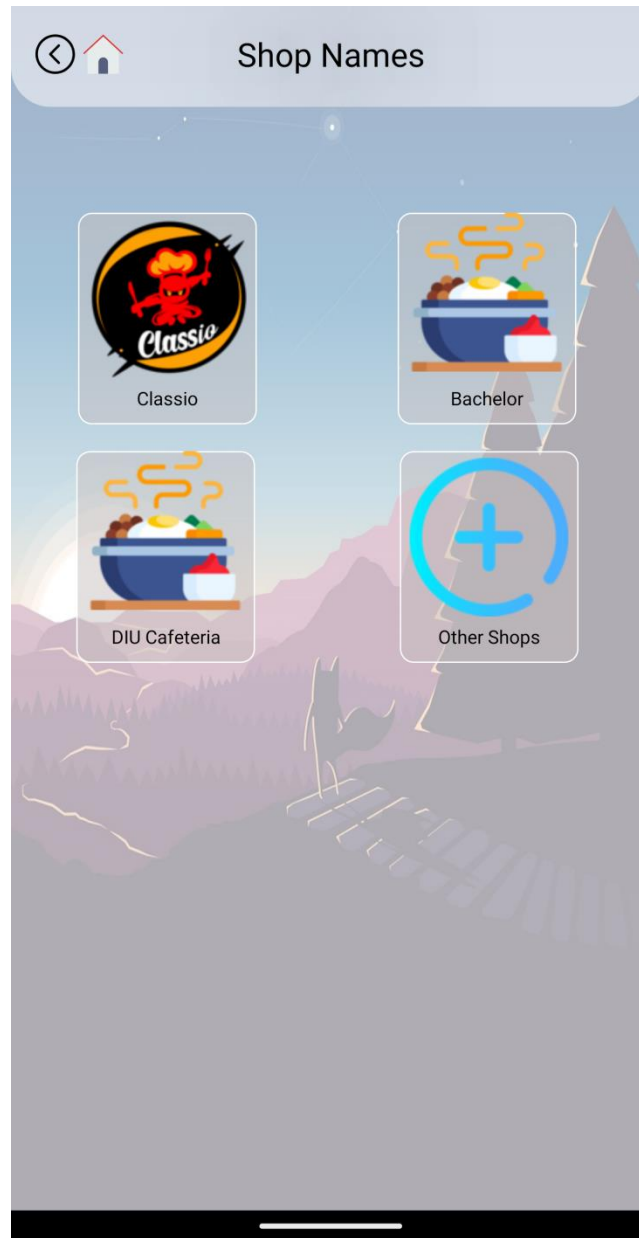 Shop Names
Classio
Classio
Bachelor
DIU Cafeteria
Other Shops